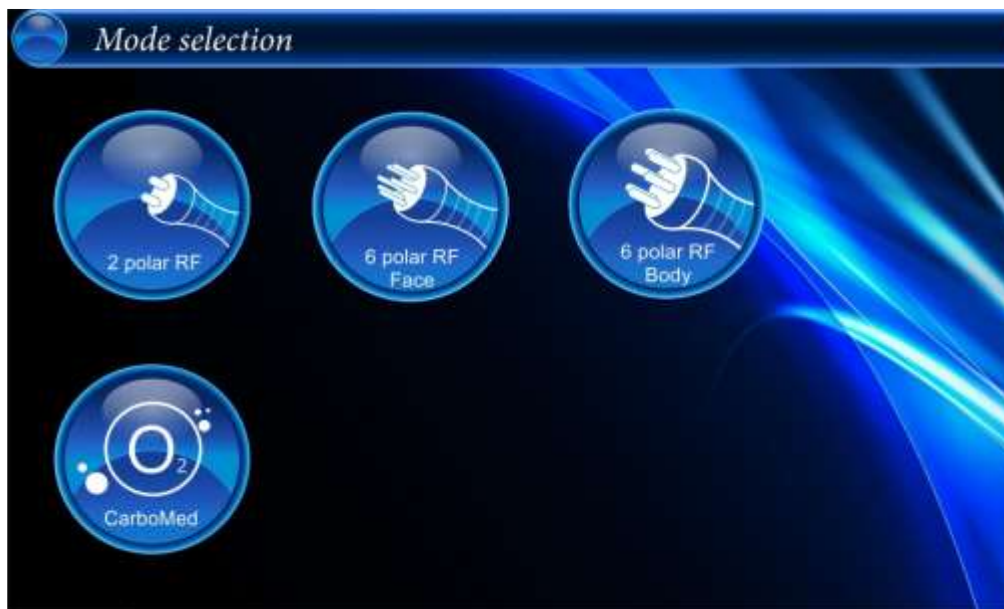 Mode selection
2 polar RF
6 polar RF
Face
6 polar RF
Body
O2
CarboMed